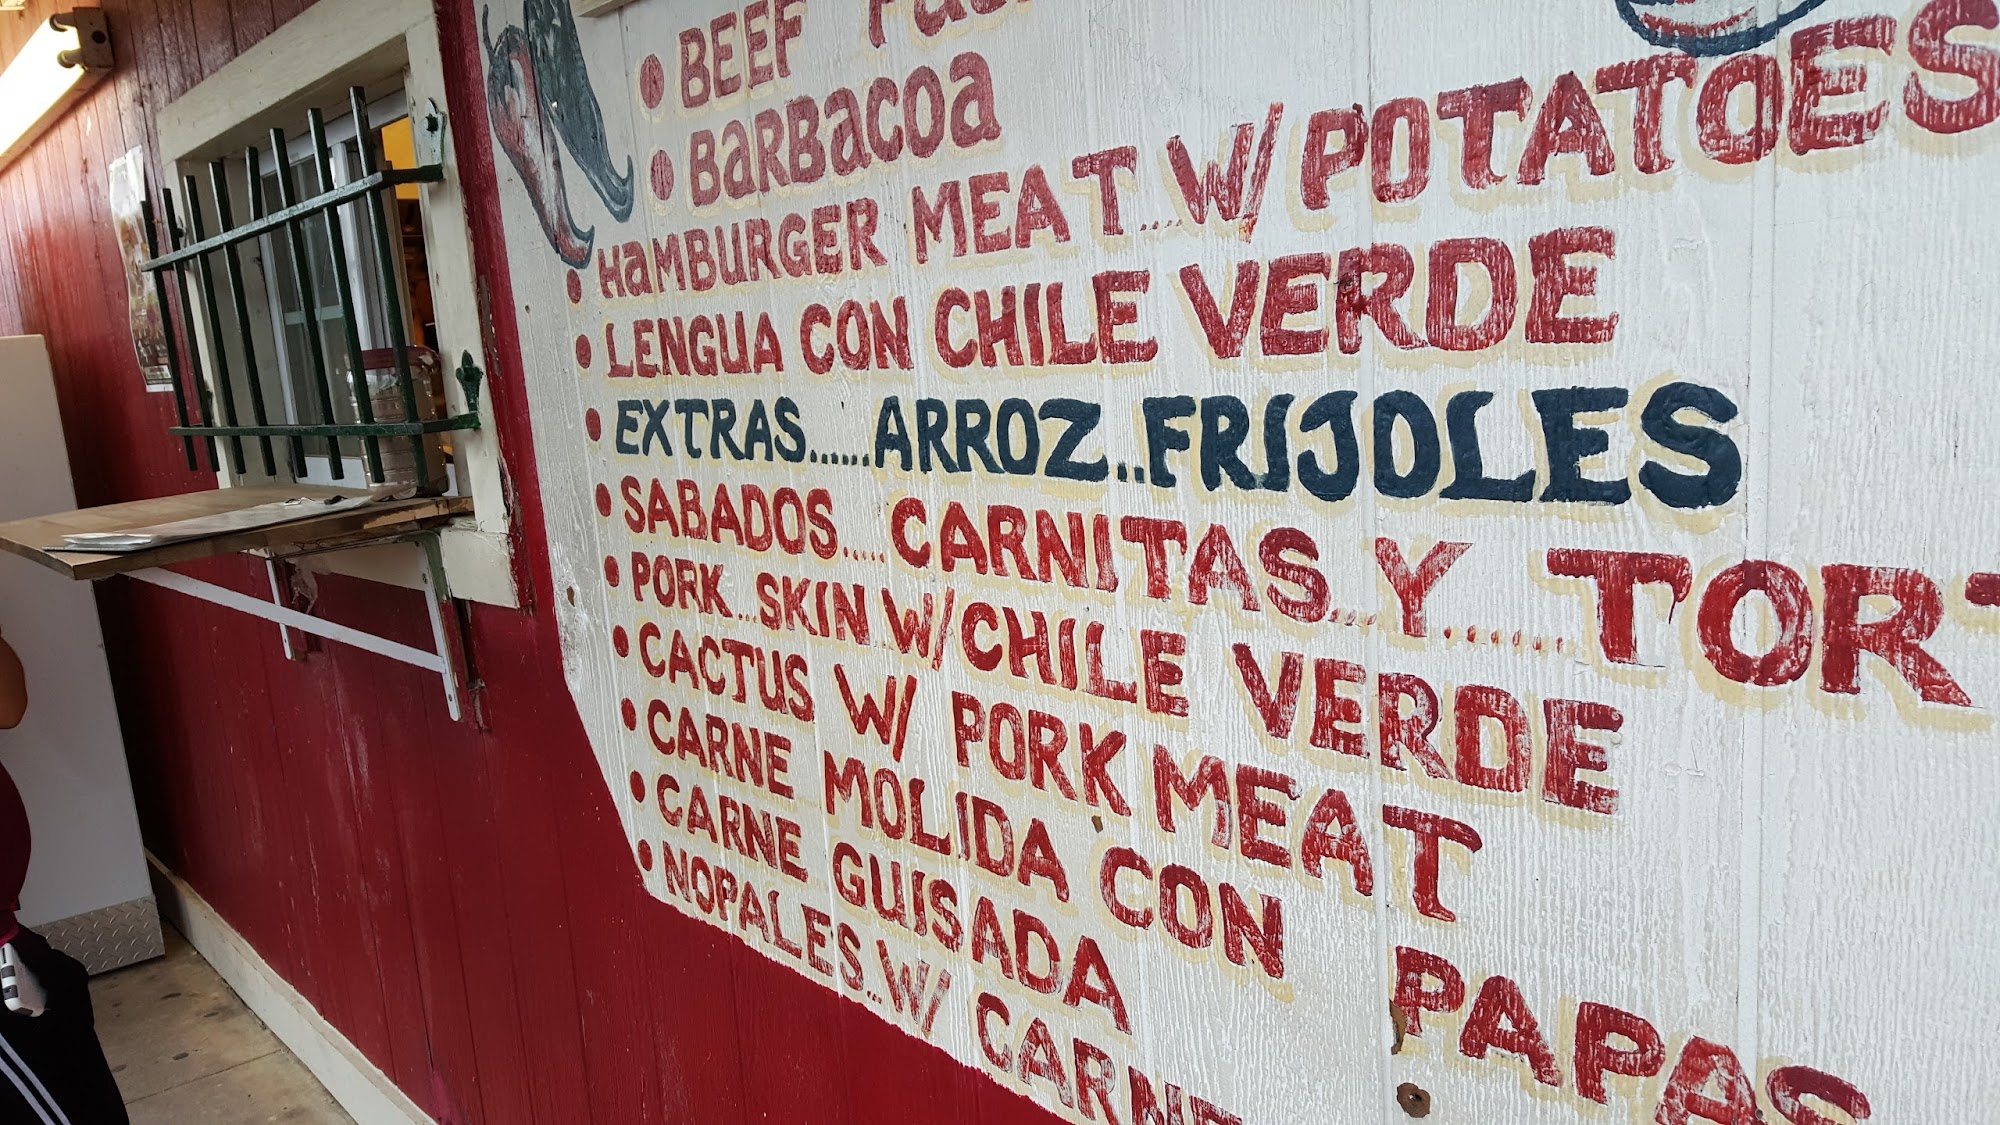 • BEEF
• BARBACOA
• HAMBURGER MEAT....W/ POTATOES
• LENGUA CON CHILE VERDE
• EXTRAS......ARROZ..FRIJOLES
• SABADOS.....CARNITAS...Y.......
• PORK...SKIN W/CHILE VERDE
• CACTUS W/ PORK MEAT
• CARNE MOLIDA CON PAPAS
• CARNE GUISADA
• NOPALES...W/ CARNE